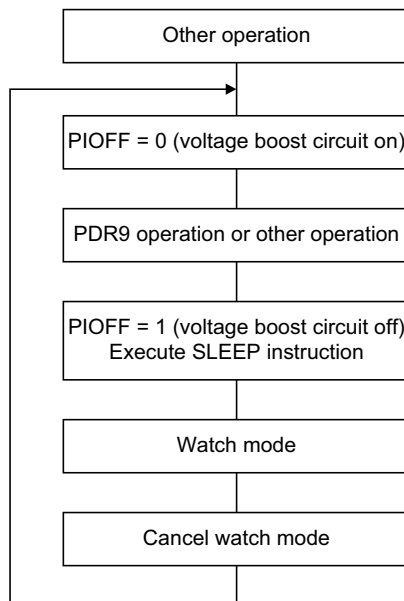 Other operation
PIOFF = 0 (voltage boost circuit on)
PDR9 operation or other operation
PIOFF = 1 (voltage boost circuit off)
Execute SLEEP instruction
Watch mode
Cancel watch mode